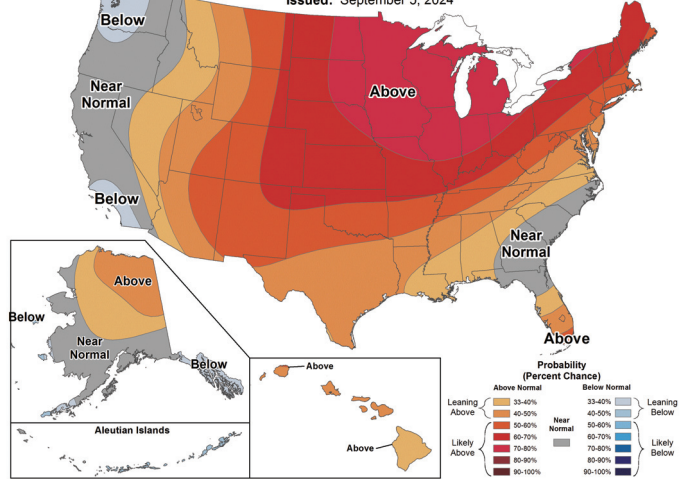 Issued: September 5, 2024
Below
Near
Normal
Above
Below
Near
Normal
Above
Above
Below
Near
Normal
Below
Aleutian Islands
Above
Above
Probability
(Percent Chance)
Above Normal
Below Normal
Leaning
Above
33-40%
40-50%
Likely
Above
50-60%
60-70%
70-80%
80-90%
90-100%
Near
Normal
33-40%
40-50%
Leaning
Below
50-60%
60-70%
70-80%
80-90%
90-100%
Likely
Below